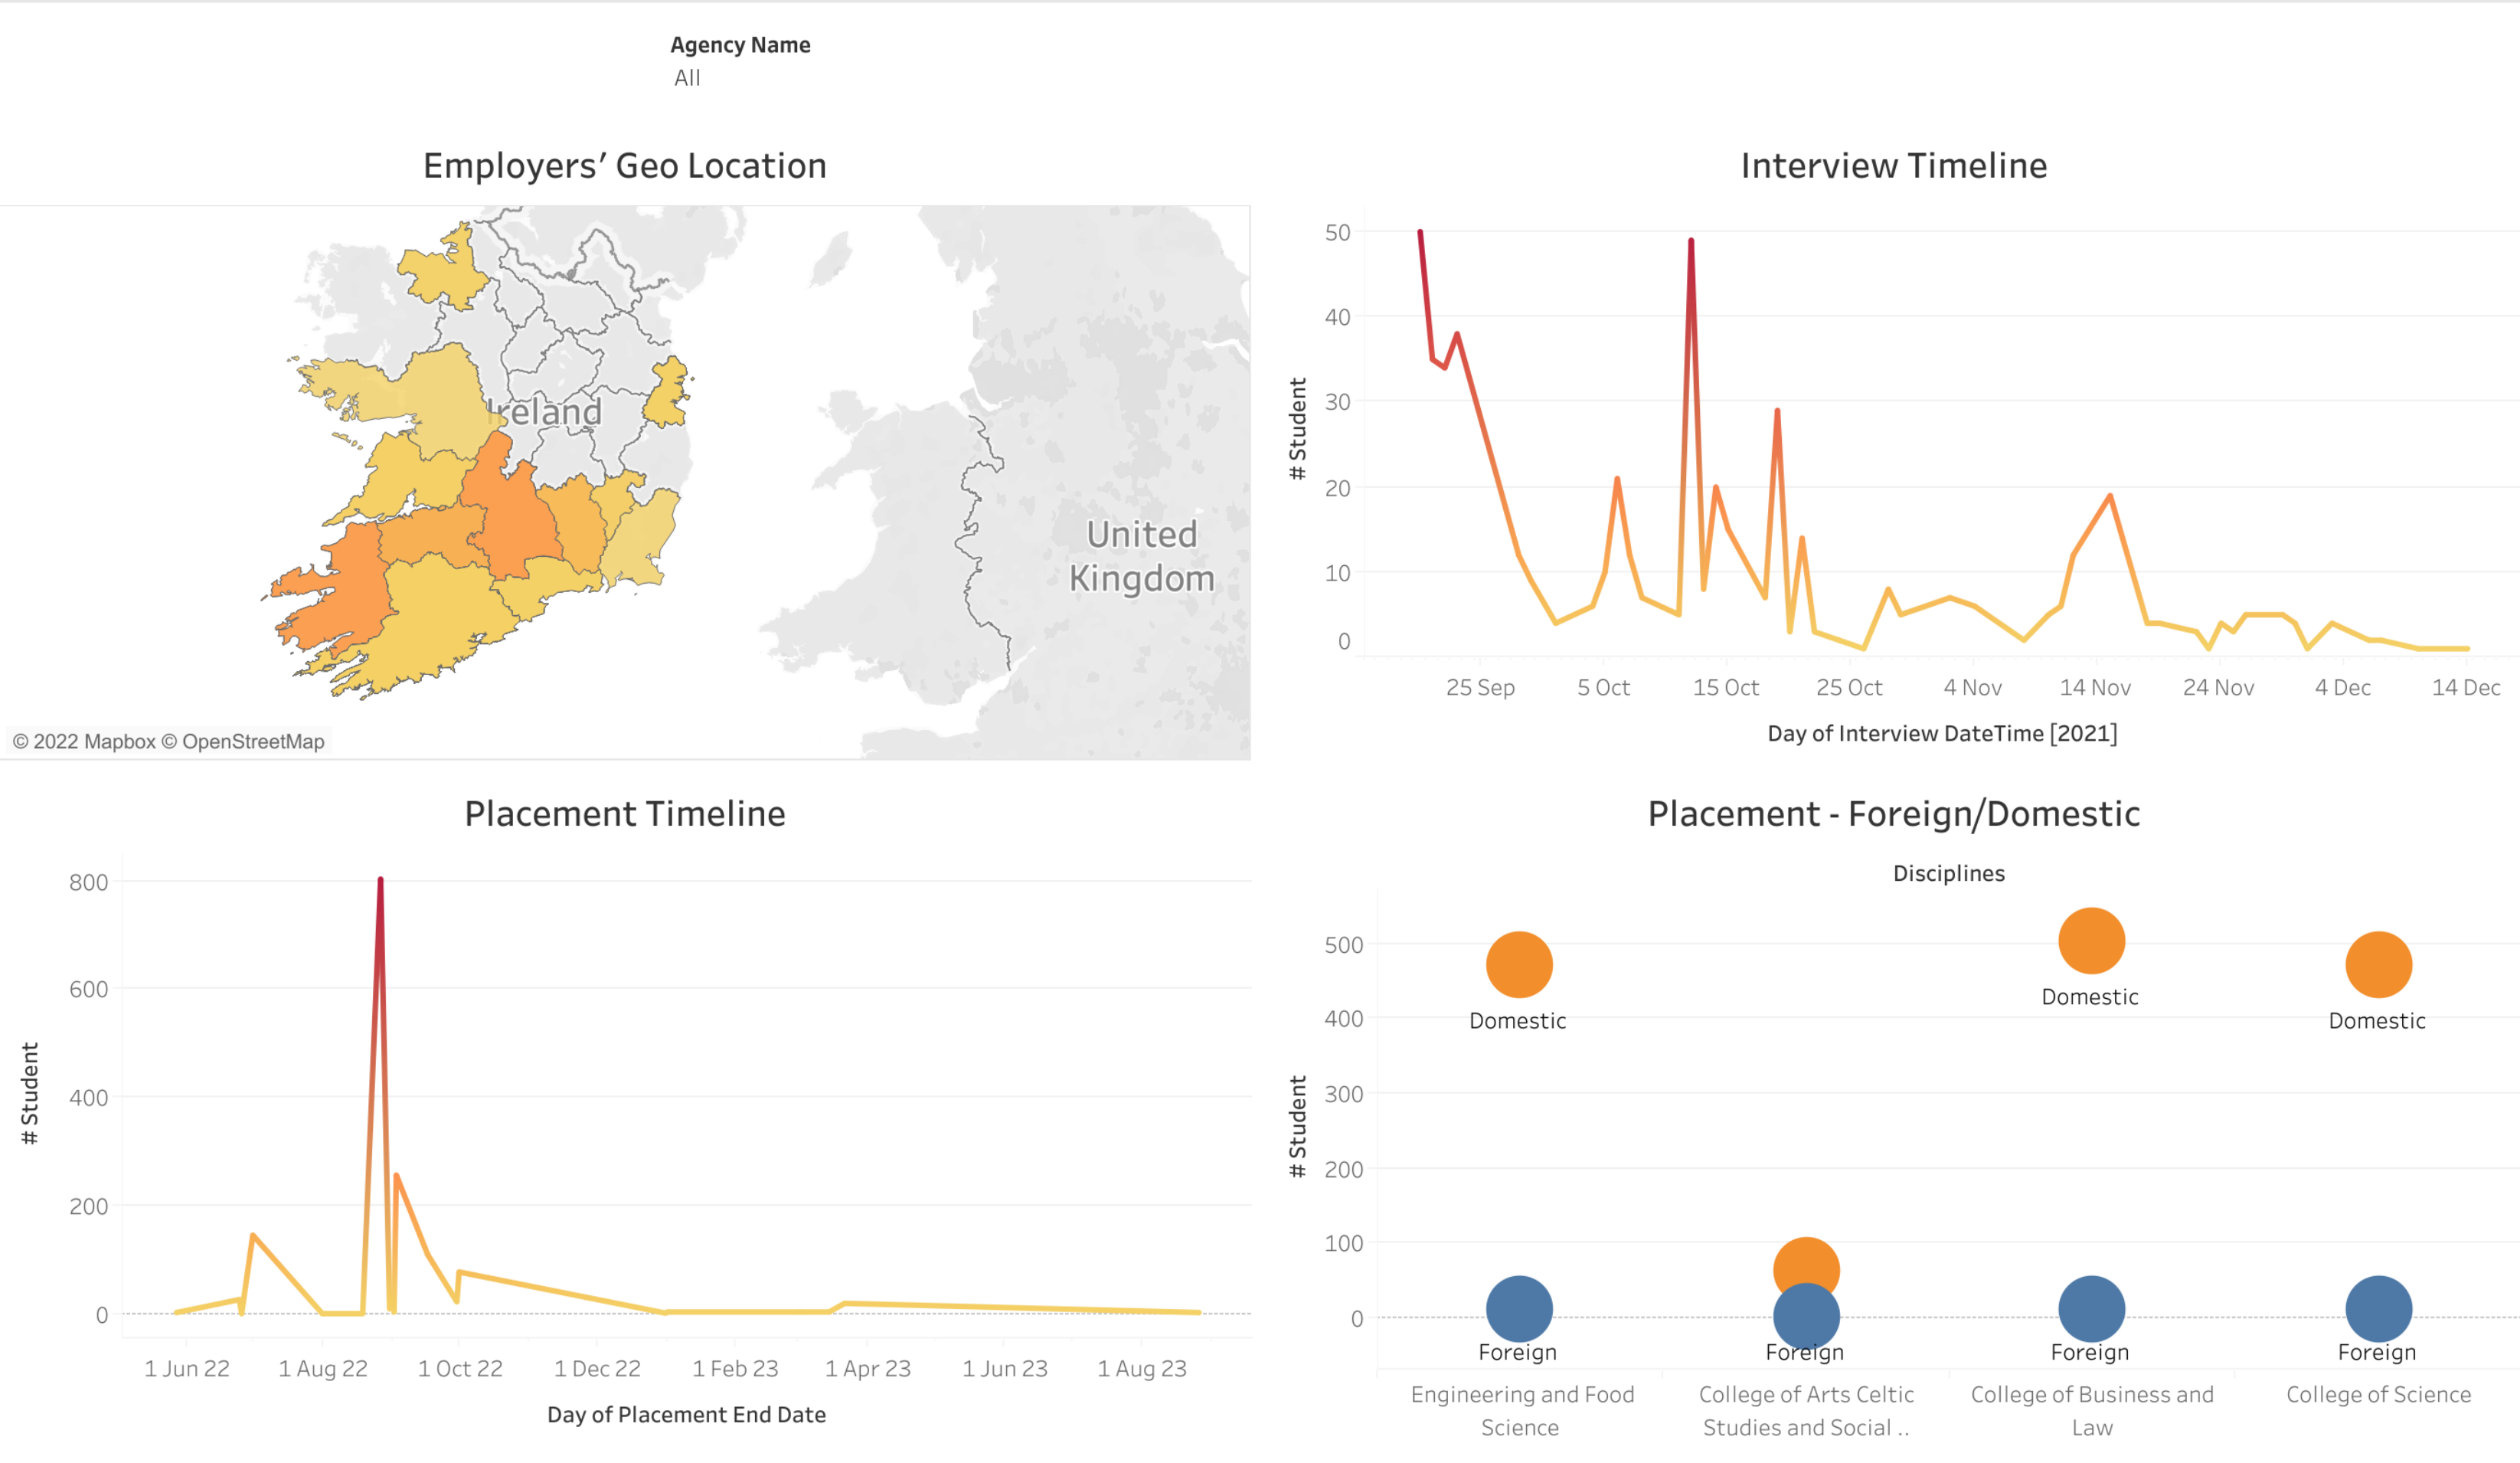 Agency Name
All
Employers’ Geo Location
Ireland
United
Kingdom
© 2022 Mapbox © OpenStreetMap
Interview Timeline
50
40
30
20
10
0
# Student
25 Sep 5 Oct 15 Oct 25 Oct 4 Nov 14 Nov 24 Nov 4 Dec 14 Dec
Day of Interview DateTime [2021]
Placement Timeline
800
600
400
200
0
# Student
1 Jun 22 1 Aug 22 1 Oct 22 1 Dec 22 1 Feb 23 1 Apr 23 1 Jun 23 1 Aug 23
Day of Placement End Date
Placement - Foreign/Domestic
Disciplines
500
400
300
200
100
0
# Student
Domestic
Domestic
Domestic
Foreign
Foreign
Foreign
Foreign
Engineering and Food
Science
College of Arts Celtic
Studies and Social ..
College of Business and
Law
College of Science